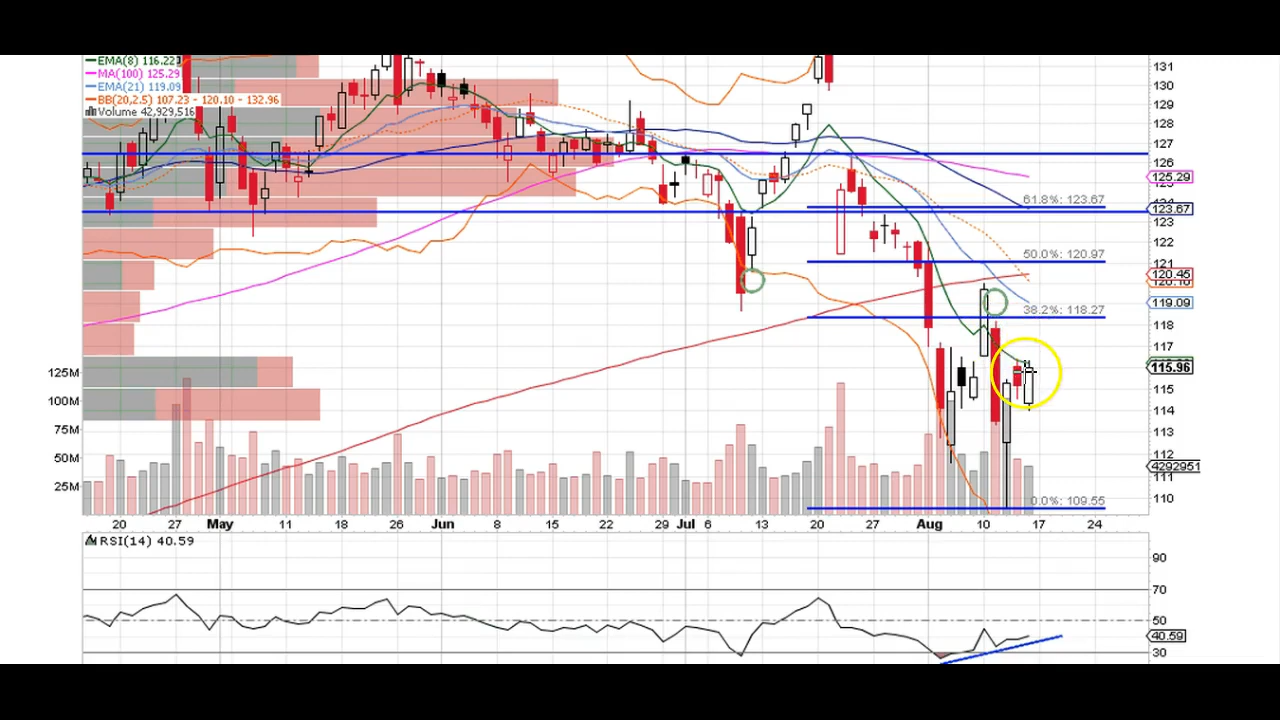 EMA(8) 116.22
MA(100) 125.29
EMA(21) 119.09
BB(20,2.5) 107.23 - 120.10 - 132.96
Volume 42,929,516
131
130
129
128
127
126
125.29
125
124
61.8%: 123.67
123.67
123
122
50.0%: 120.97
121
120.45
120.10
119.09
38.2%: 118.27
118
117
115.96
115
114
113
112
4292951
111
0.0%: 109.55
110
125M
100M
75M
50M
25M
20 27 May 11 18 26 Jun 8 15 22 29 Jul 6 13 20 27 Aug 10 17 24
RSI(14) 40.59
90
70
50
40.59
30